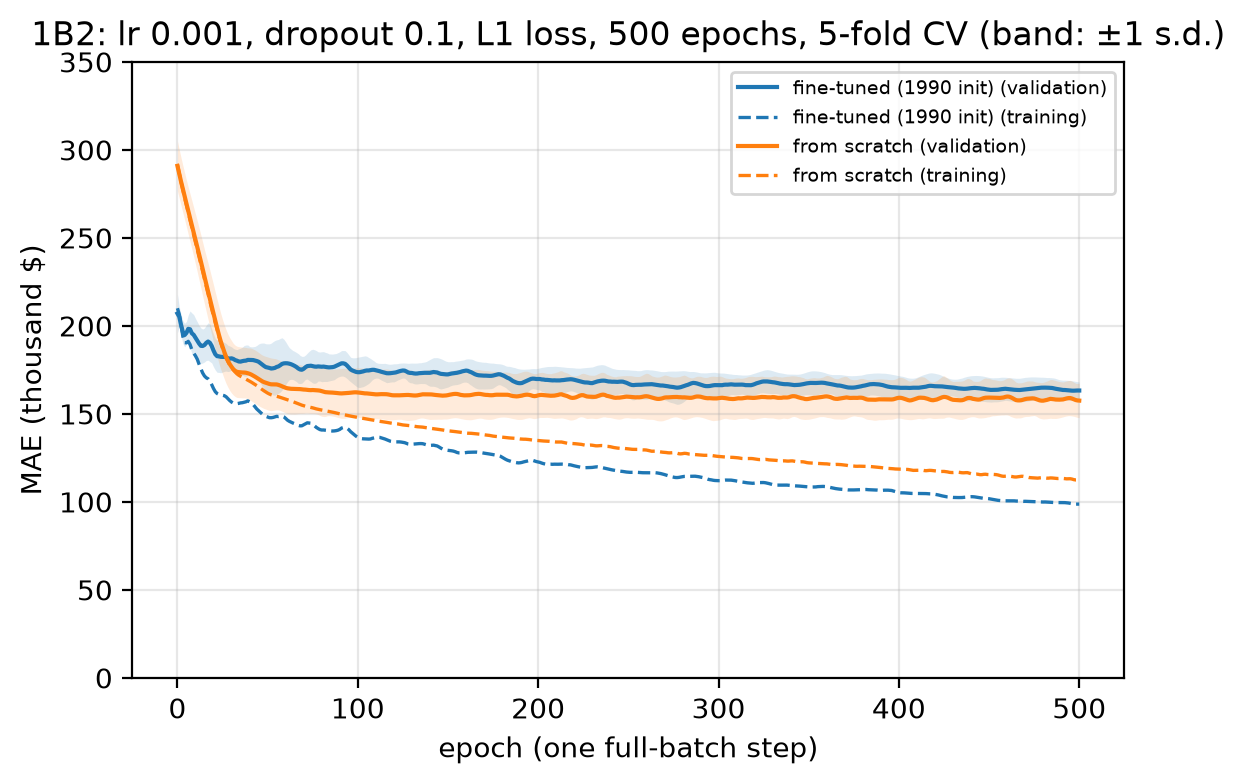 1B2: lr 0.001, dropout 0.1, L1 loss, 500 epochs, 5-fold CV (band: ±1 s.d.)
fine-tuned (1990 init) (validation)
fine-tuned (1990 init) (training)
from scratch (validation)
from scratch (training)
MAE (thousand $)
350
300
250
200
150
100
50
0
0 100 200 300 400 500
epoch (one full-batch step)